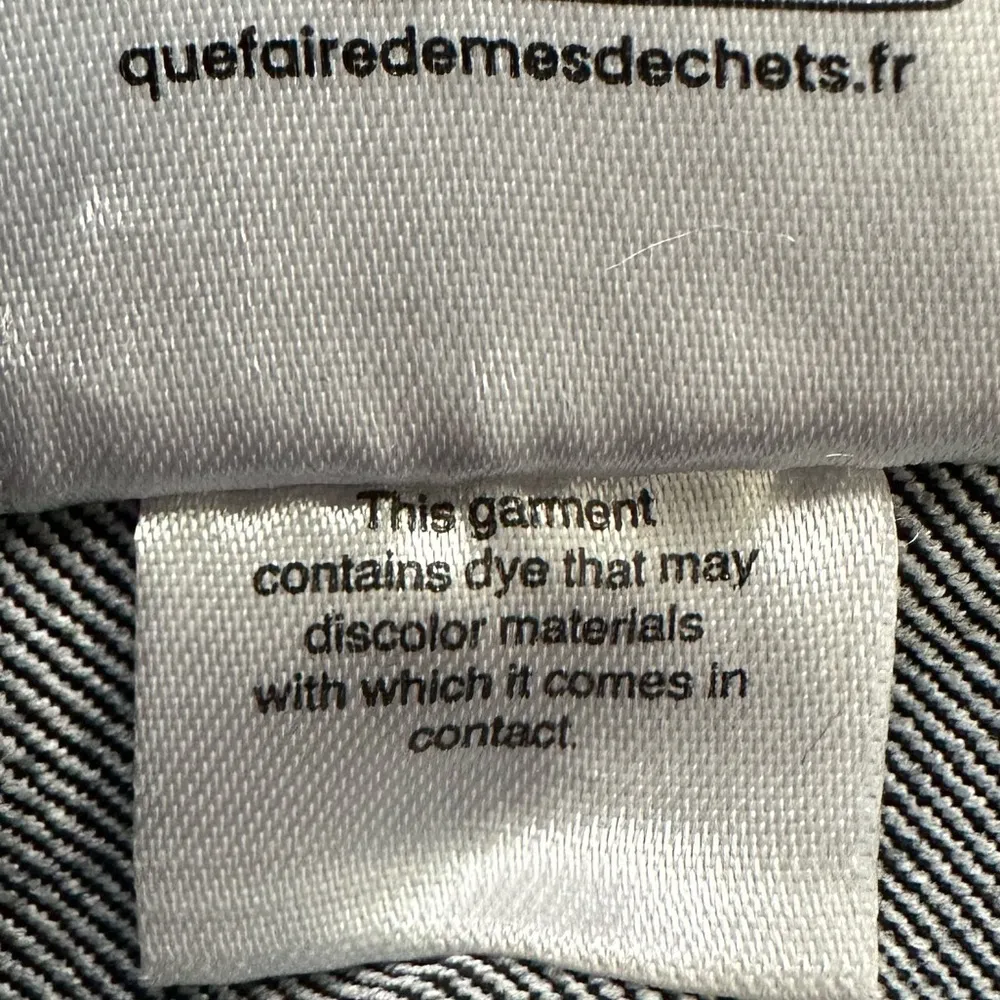 quefairedemesdechets.fr
This garment
contains dye that may
discolor materials
with which it comes in
contact.